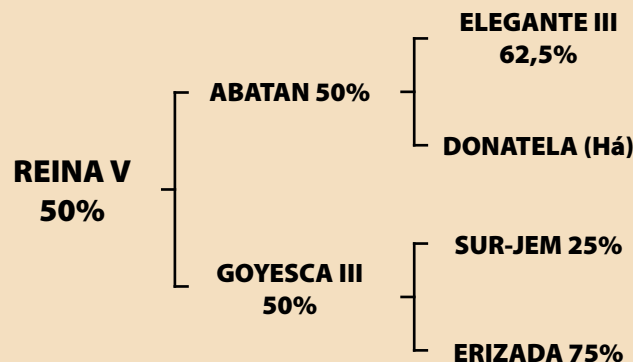 ELEGANTE III
62,5%
ABATAN 50%
DONATELA (Há)
REINA V
50%
SUR-JEM 25%
GOYESCA III
50%
ERIZADA 75%